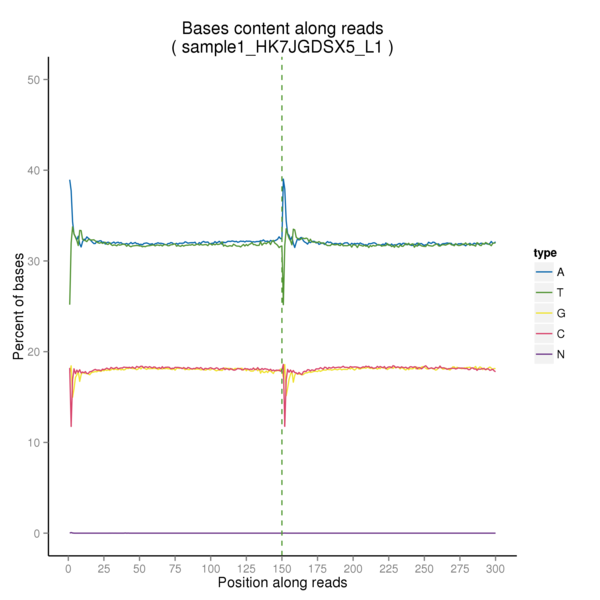 Bases content along reads
( sample1_HK7JGDSX5_L1 )
50
40
30
20
10
0
Percent of bases
0 25 50 75 100 125 150 175 200 225 250 275 300
Position along reads
type
A
T
G
C
N